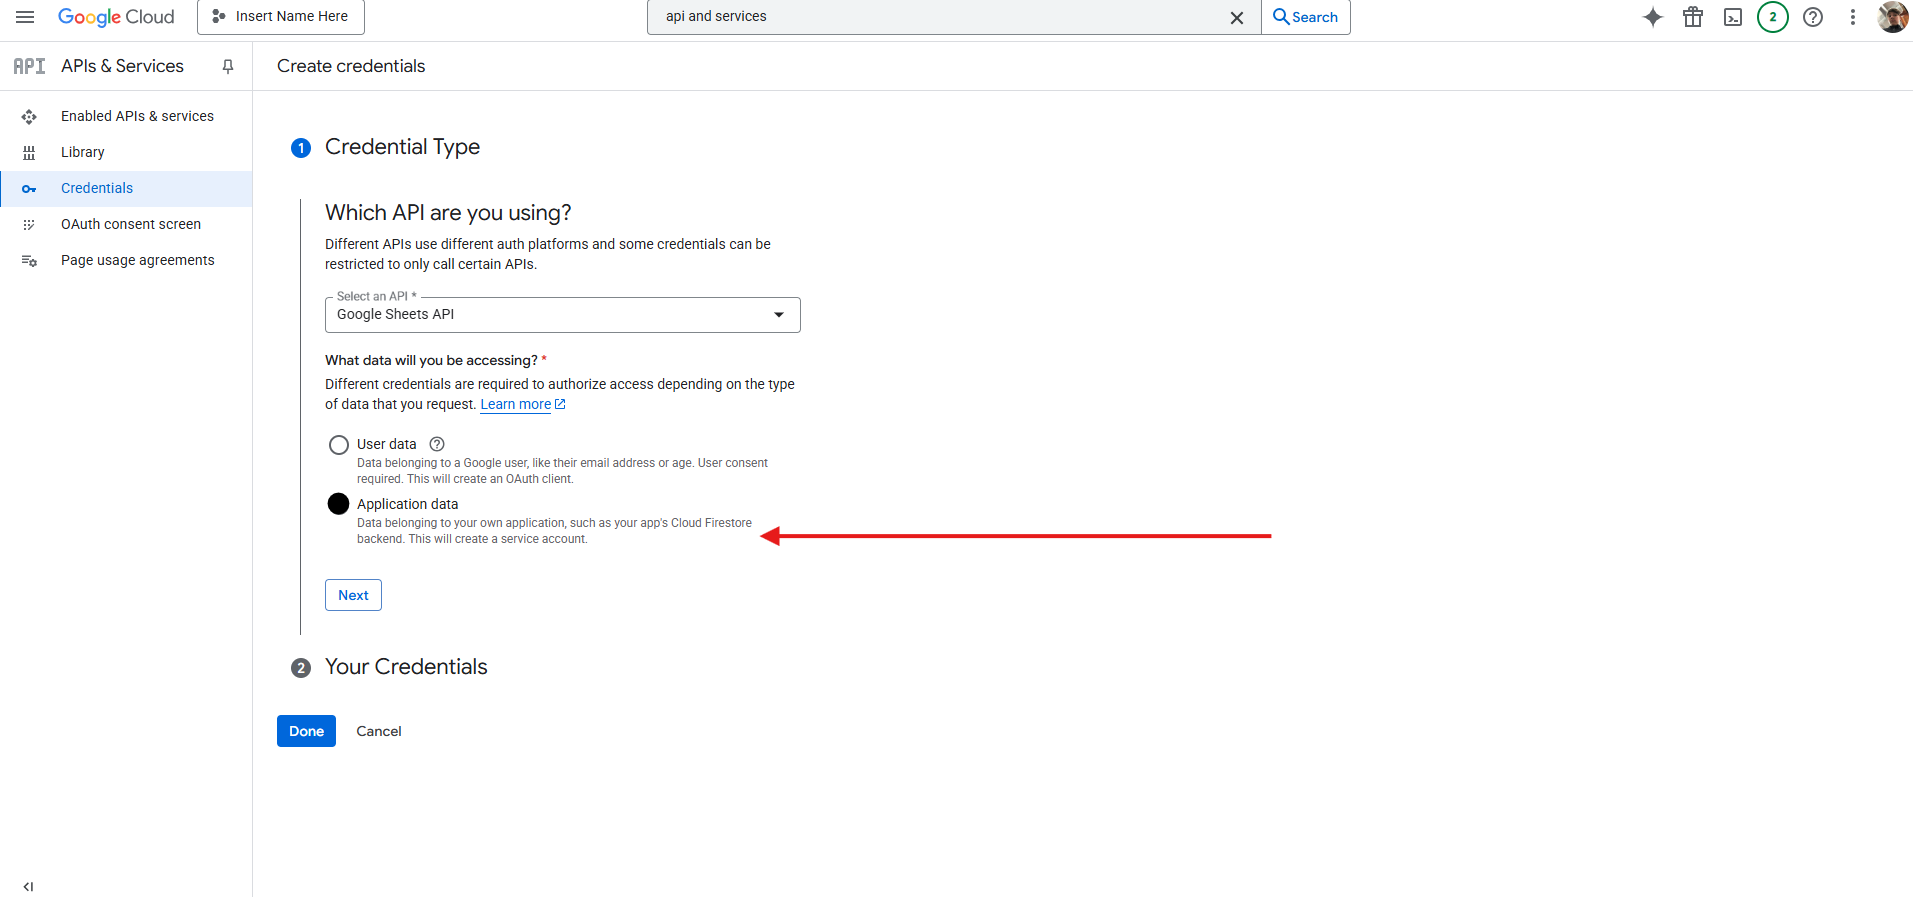 Google Cloud
Insert Name Here
api and services
Search
2
API
APIs & Services
Create credentials
Enabled APIs & services
Library
Credentials
OAuth consent screen
Page usage agreements
1
Credential Type
Which API are you using?
Different APIs use different auth platforms and some credentials can be
restricted to only call certain APIs.
Select an API *
Google Sheets API
What data will you be accessing? *
Different credentials are required to authorize access depending on the type
of data that you request. Learn more
User data
Data belonging to a Google user, like their email address or age. User consent
required. This will create an OAuth client.
Application data
Data belonging to your own application, such as your app's Cloud Firestore
backend. This will create a service account.
Next
2
Your Credentials
Done
Cancel